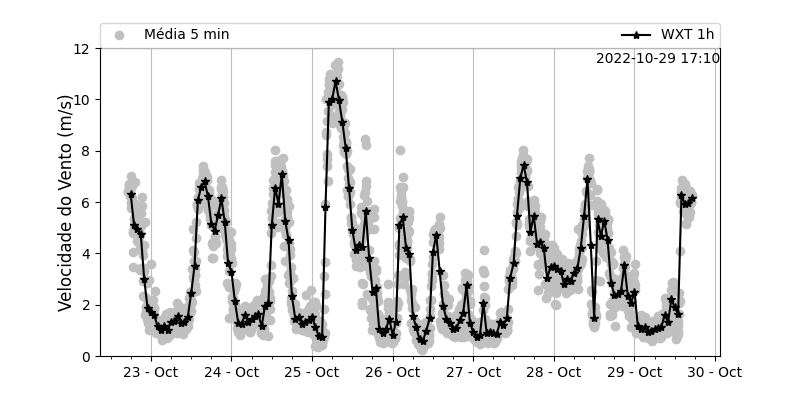 Média 5 min
WXT 1h
2022-10-29 17:10
Velocidade do Vento (m/s)
12
10
8
6
4
2
0
23 - Oct 24 - Oct 25 - Oct 26 - Oct 27 - Oct 28 - Oct 29 - Oct 30 - Oct